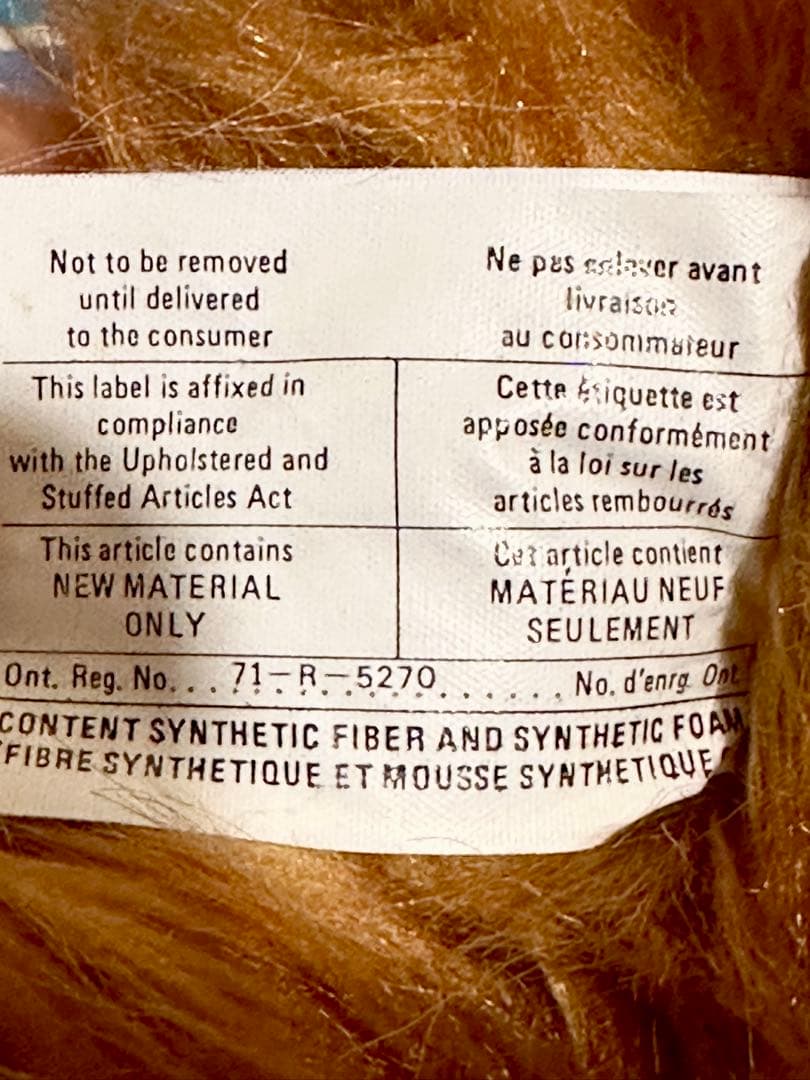 Not to be removed
until delivered
to the consumer
Ne pas enlever avant
livraison
au consommateur
This label is affixed in
compliance
with the Upholstered and
Stuffed Articles Act
Cette étiquette est
apposée conformément
à la loi sur les
articles rembourrés
This article contains
NEW MATERIAL
ONLY
Cet article contient
MATÉRIAU NEUF
SEULEMENT
Ont. Reg. No. . . 71-R-5270 . . . . . . No. d'enrg. Ont
CONTENT SYNTHETIC FIBER AND SYNTHETIC FOAM
FIBRE SYNTHETIQUE ET MOUSSE SYNTHETIQUE